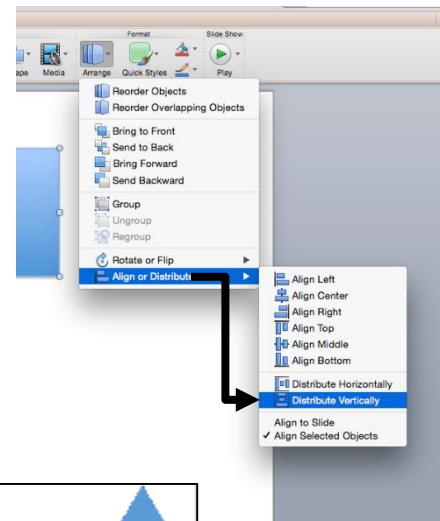 Format
Slide Show
Media
Arrange
Quick Styles
Play
Reorder Objects
Reorder Overlapping Objects
Bring to Front
Send to Back
Bring Forward
Send Backward
Group
Ungroup
Regroup
Rotate or Flip
Align or Distribute
Align Left
Align Center
Align Right
Align Top
Align Middle
Align Bottom
Distribute Horizontally
Distribute Vertically
Align to Slide
✓ Align Selected Objects